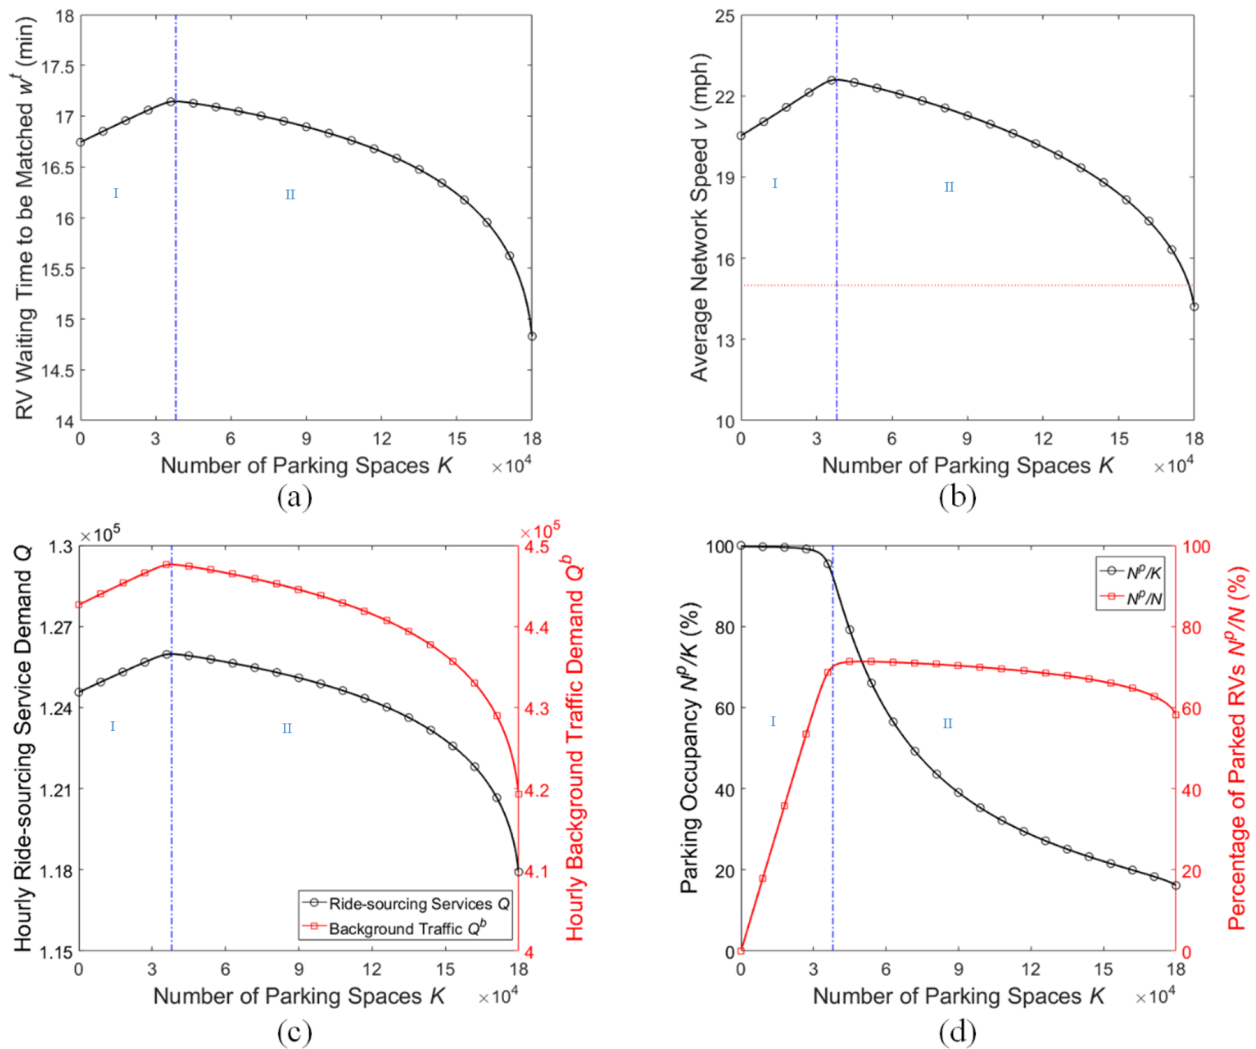 RV Waiting Time to be Matched w^t (min)
18
17.5
17
16.5
16
15.5
15
14.5
14
I
II
0 3 6 9 12 15 18
Number of Parking Spaces K
×10^4
(a)
Average Network Speed v (mph)
25
22
19
16
13
10
I
II
0 3 6 9 12 15 18
Number of Parking Spaces K
×10^4
(b)
Hourly Ride-sourcing Service Demand Q
×10^5
1.3
1.27
1.24
1.21
1.18
1.15
I
II
×10^5
4.5
4.4
4.3
4.2
4.1
4
Hourly Background Traffic Demand Q^b
Ride-sourcing Services Q
Background Traffic Q^b
0 3 6 9 12 15 18
Number of Parking Spaces K
×10^4
(c)
Parking Occupancy N^p/K (%)
100
80
60
40
20
0
I
II
N^p/K
N^p/N
100
80
60
40
20
0
Percentage of Parked RVs N^p/N (%)
0 3 6 9 12 15 18
Number of Parking Spaces K
×10^4
(d)